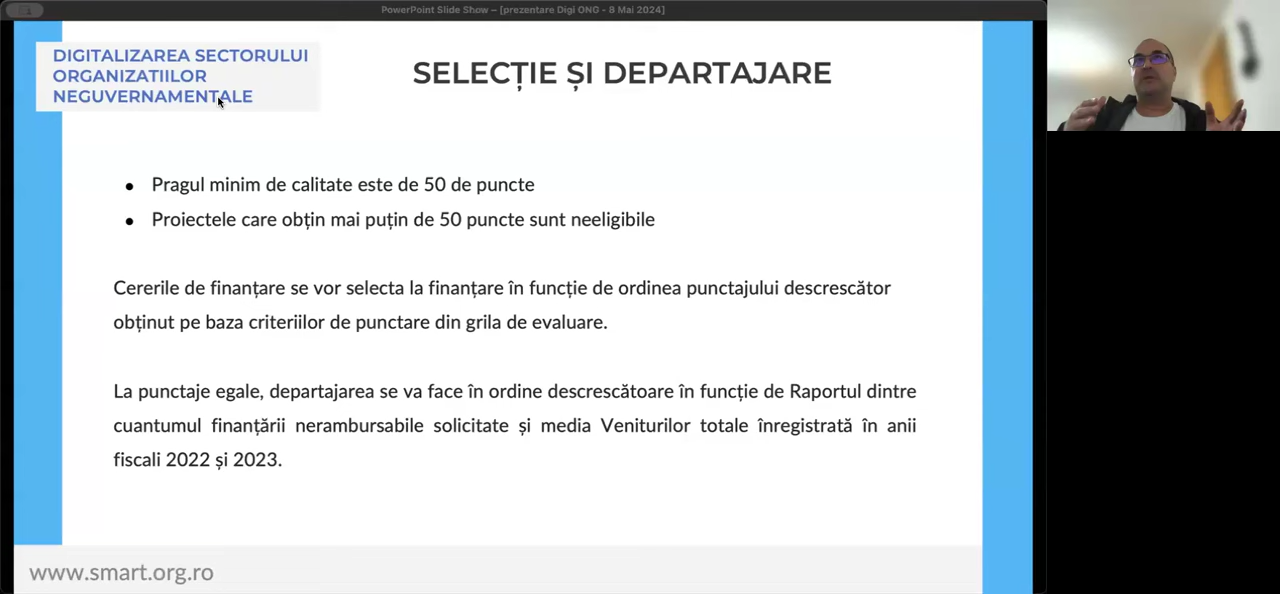 PowerPoint Slide Show – [prezentare Digi ONG - 8 Mai 2024]
DIGITALIZAREA SECTORULUI
ORGANIZATIILOR
NEGUVERNAMENTALE
SELECȚIE ȘI DEPARTAJARE
● Pragul minim de calitate este de 50 de puncte
● Proiectele care obțin mai puțin de 50 puncte sunt neeligibile
Cererile de finanțare se vor selecta la finanțare în funcție de ordinea punctajului descrescător
obținut pe baza criteriilor de punctare din grila de evaluare.
La punctaje egale, departajarea se va face în ordine descrescătoare în funcție de Raportul dintre
cuantumul finanțării nerambursabile solicitate și media Veniturilor totale înregistrată în anii
fiscali 2022 și 2023.
www.smart.org.ro